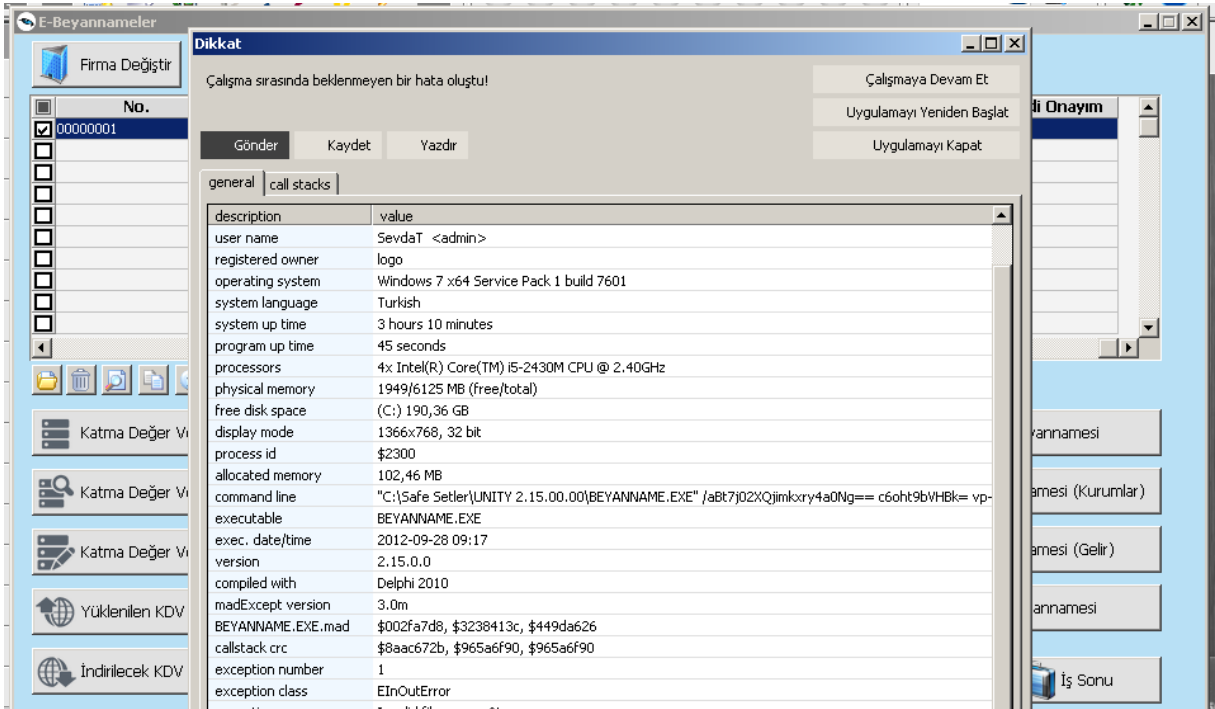 E-Beyannameler
Firma Değiştir
No.
00000001
Dikkat
Çalışma sırasında beklenmeyen bir hata oluştu!
Çalışmaya Devam Et
Uygulamayı Yeniden Başlat
Uygulamayı Kapat
Gönder Kaydet Yazdır
general call stacks
description value
user name SevdaT <admin>
registered owner logo
operating system Windows 7 x64 Service Pack 1 build 7601
system language Turkish
system up time 3 hours 10 minutes
program up time 45 seconds
processors 4x Intel(R) Core(TM) i5-2430M CPU @ 2.40GHz
physical memory 1949/6125 MB (free/total)
free disk space (C:) 190,36 GB
display mode 1366x768, 32 bit
process id $2300
allocated memory 102,46 MB
command line "C:\Safe Setler\UNITY 2.15.00.00\BEYANNAME.EXE" /aBt7j02XQjimkxry4a0Ng== c6oht9bVHBk= vp-
executable BEYANNAME.EXE
exec. date/time 2012-09-28 09:17
version 2.15.0.0
compiled with Delphi 2010
madExcept version 3.0m
BEYANNAME.EXE.mad $002fa7d8, $3238413c, $449da626
callstack crc $8aac672b, $965a6f90, $965a6f90
exception number 1
exception class EInOutError
di Onayım
Katma Değer V
Katma Değer V
Katma Değer V
Yüklenilen KDV
İndirilecek KDV
yannamesi
amesi (Kurumlar)
amesi (Gelir)
annamesi
İş Sonu